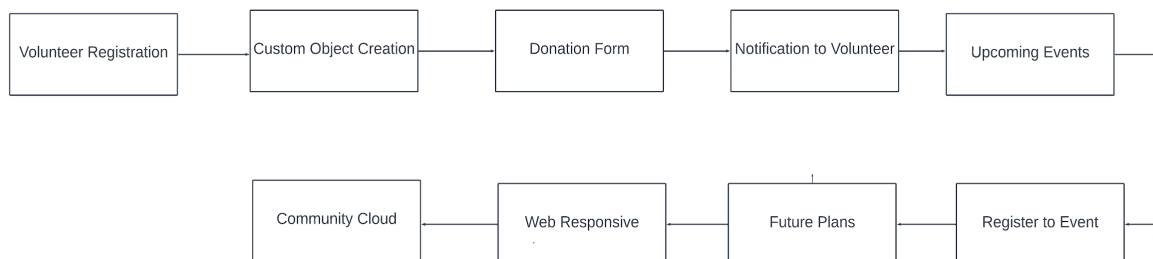 Volunteer Registration
Custom Object Creation
Donation Form
Notification to Volunteer
Upcoming Events
Community Cloud
Web Responsive
Future Plans
Register to Event